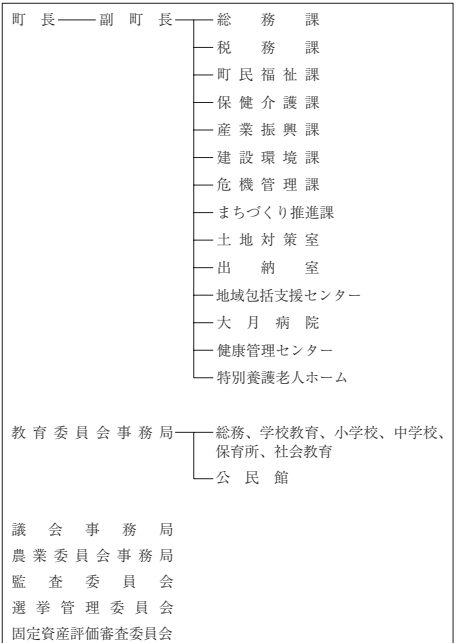 町長 副町長 総務課
税務課
町民福祉課
保健介護課
産業振興課
建設環境課
危機管理課
まちづくり推進課
土地対策室
出納室
地域包括支援センター
大月病院
健康管理センター
特別養護老人ホーム
教育委員会事務局 総務、学校教育、小学校、中学校、
保育所、社会教育
公民館
議会事務局
農業委員会事務局
監査委員会
選挙管理委員会
固定資産評価審査委員会